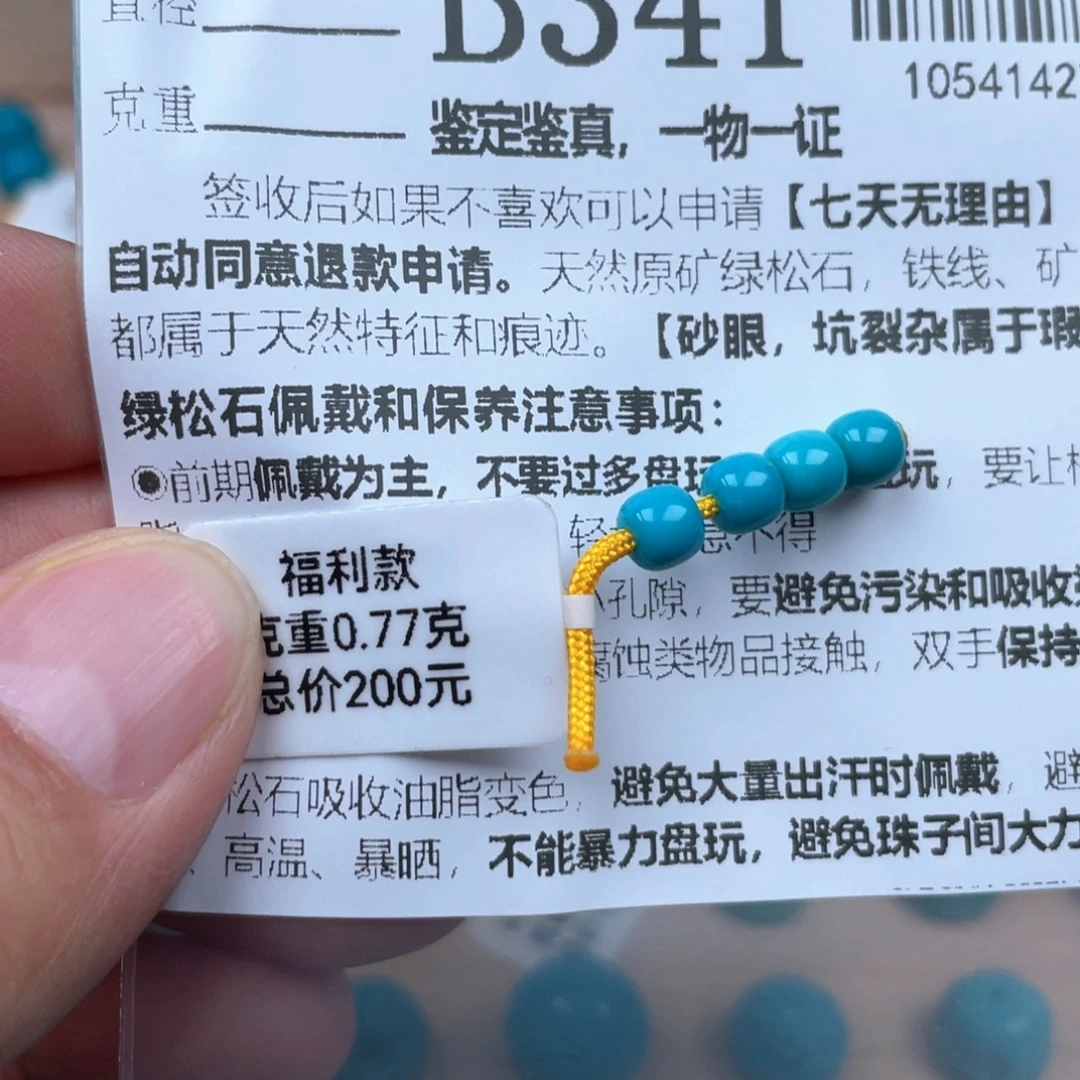 直径
B341
1054142
克重
鉴定鉴真，一物一证
签收后如果不喜欢可以申请【七天无理由】
自动同意退款申请。天然原矿绿松石，铁线、矿
都属于天然特征和痕迹。【砂眼，坑裂杂属于瑕
绿松石佩戴和保养注意事项：
前期佩戴为主，不要过多盘玩 玩，要让
轻 不得
孔隙，要避免污染和吸收
腐蚀类物品接触，双手保持
福利款
克重0.77克
总价200元
松石吸收油脂变色，避免大量出汗时佩戴，避
、高温、暴晒，不能暴力盘玩，避免珠子间大力